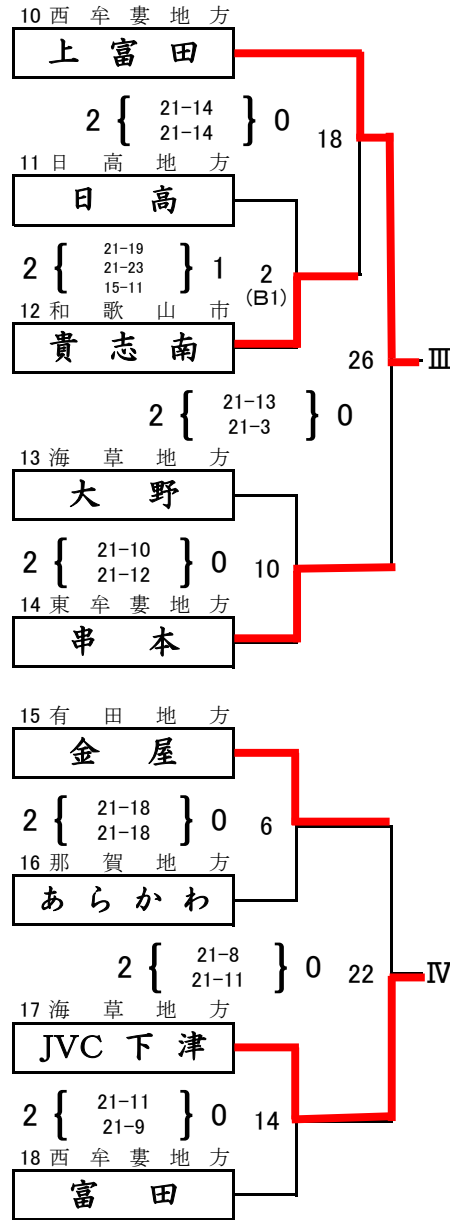 10 西牟婁地方
上富田
2 { 21-14 } 0
21-14
18
11 日高地方
日高
2 { 21-19 } 1
21-23
15-11
2
(B1)
12 和歌山市
貴志南
26
Ⅲ
2 { 21-13 } 0
21-3
13 海草地方
大野
2 { 21-10 } 0
21-12
10
14 東牟婁地方
串本
15 有田地方
金屋
2 { 21-18 } 0
21-18
6
16 那賀地方
あらかわ
2 { 21-8 } 0
21-11
22
Ⅳ
17 海草地方
JVC 下津
2 { 21-11 } 0
21-9
14
18 西牟婁地方
富田